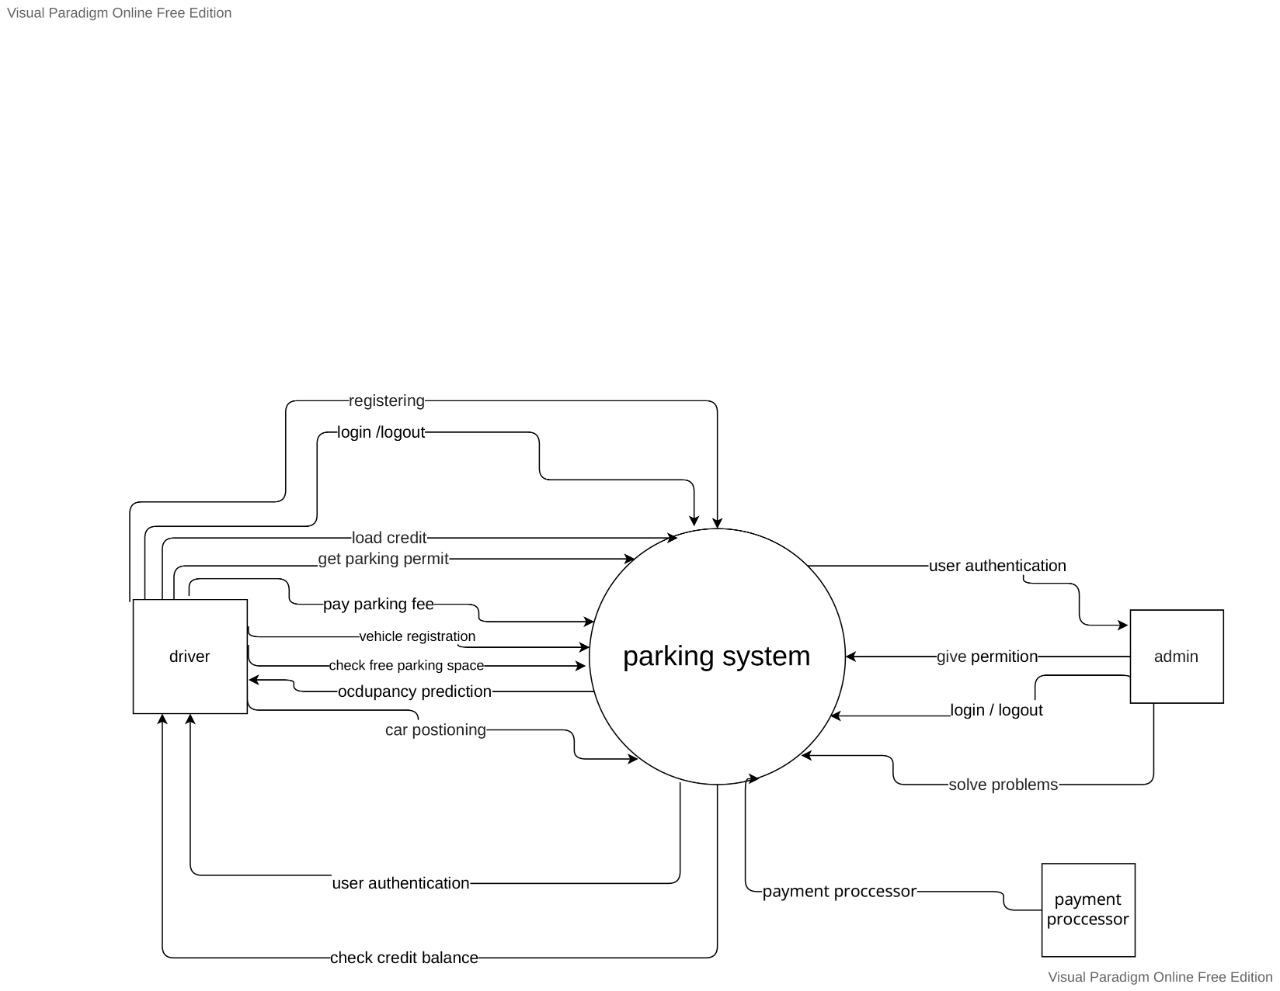 Visual Paradigm Online Free Edition
registering
login /logout
load credit
get parking permit
user authentication
pay parking fee
vehicle registration
driver
parking system
give permition
admin
check free parking space
ocdupancy prediction
login / logout
car postioning
solve problems
user authentication
payment proccessor
payment
proccessor
check credit balance
Visual Paradigm Online Free Edition